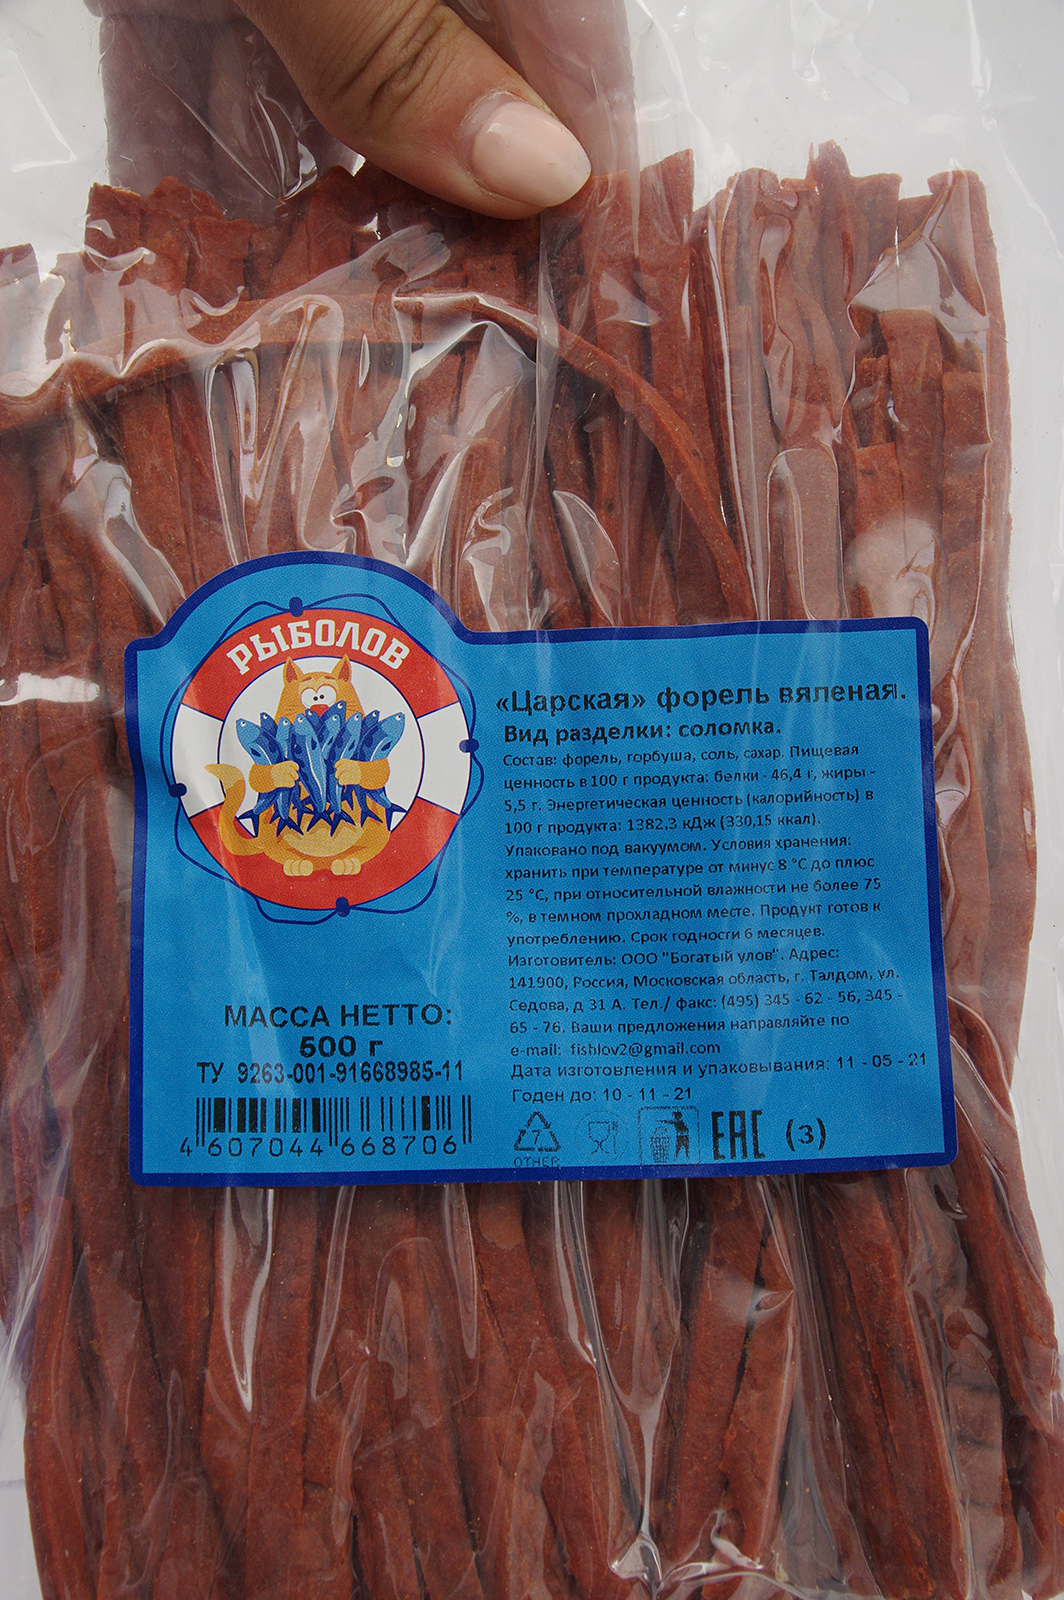 РЫБОЛОВ
«Царская» форель вяленая.
Вид разделки: соломка.
Состав: форель, горбуша, соль, сахар. Пищевая
ценность в 100 г продукта: белки - 46,4 г, жиры -
5,5 г. Энергетическая ценность (калорийность) в
100 г продукта: 1382,3 кДж (330,15 ккал).
Упаковано под вакуумом. Условия хранения:
хранить при температуре от минус 8 °С до плюс
25 °С, при относительной влажности не более 75
%, в темном прохладном месте. Продукт готов к
употреблению. Срок годности 6 месяцев.
Изготовитель: ООО "Богатый улов". Адрес:
141900, Россия, Московская область, г. Талдом, ул.
Седова, д 31 А. Тел./ факс: (495) 345 - 62 - 56, 345 -
65 - 76. Ваши предложения направляйте по
e-mail: fishlov2@gmail.com
Дата изготовления и упаковывания: 11 - 05 - 21
Годен до: 10 - 11 - 21
МАССА НЕТТО:
500 г
ТУ 9263-001-91668985-11
4 607044 668706
7
OTHER
EAC (3)